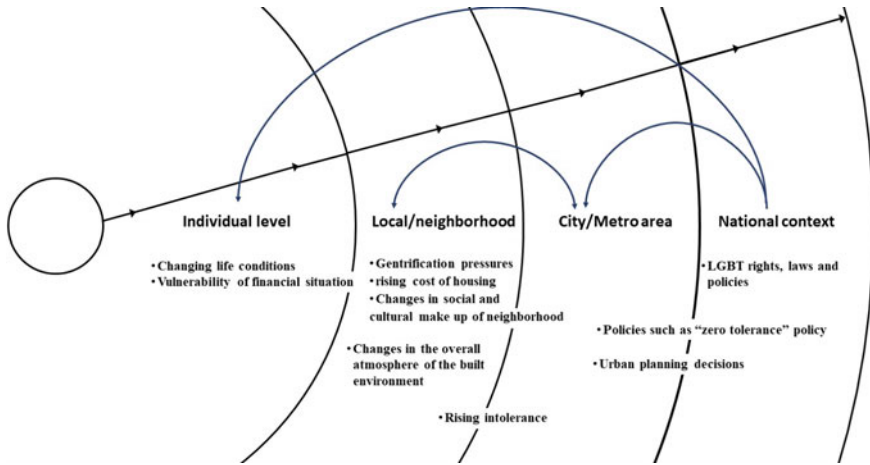 Individual level
• Changing life conditions
• Vulnerability of financial situation
Local/neighborhood
• Gentrification pressures
• rising cost of housing
• Changes in social and
cultural make up of neighborhood
• Changes in the overall
atmosphere of the built
environment
• Rising intolerance
City/Metro area
• Policies such as “zero tolerance” policy
• Urban planning decisions
National context
• LGBT rights, laws and
policies